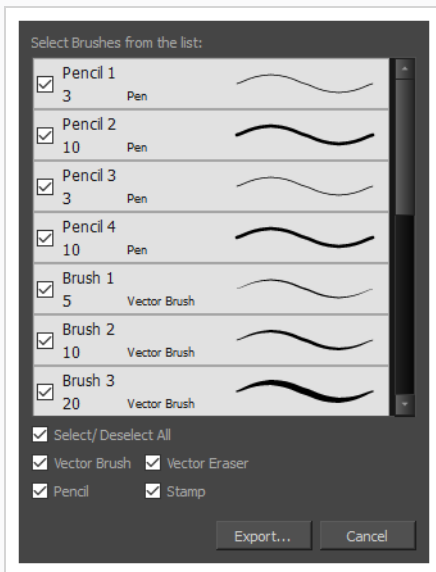 Select Brushes from the list:
Pencil 1
3 Pen
Pencil 2
10 Pen
Pencil 3
3 Pen
Pencil 4
10 Pen
Brush 1
5 Vector Brush
Brush 2
10 Vector Brush
Brush 3
20 Vector Brush
Select/Deselect All
Vector Brush Vector Eraser
Pencil Stamp
Export... Cancel